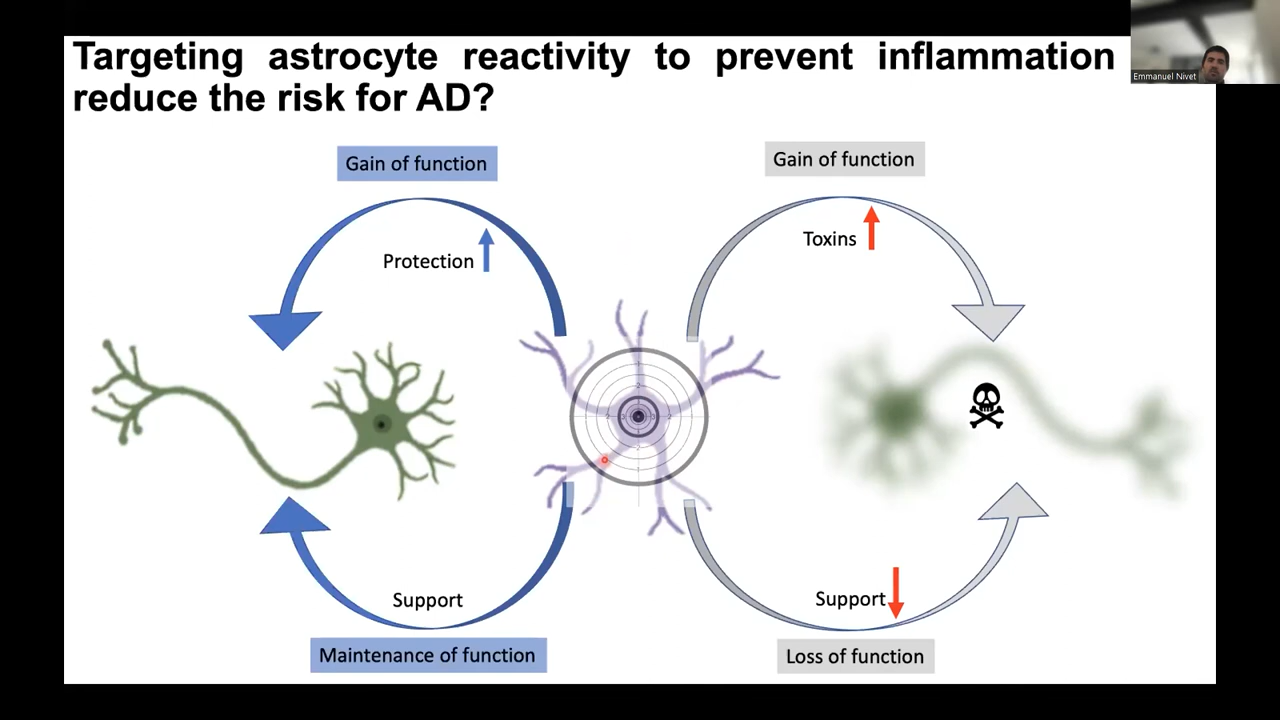 Targeting astrocyte reactivity to prevent inflammation
reduce the risk for AD?
Emmanuel Nivet
Gain of function
Gain of function
Protection
Toxins
Support
Support
Maintenance of function
Loss of function